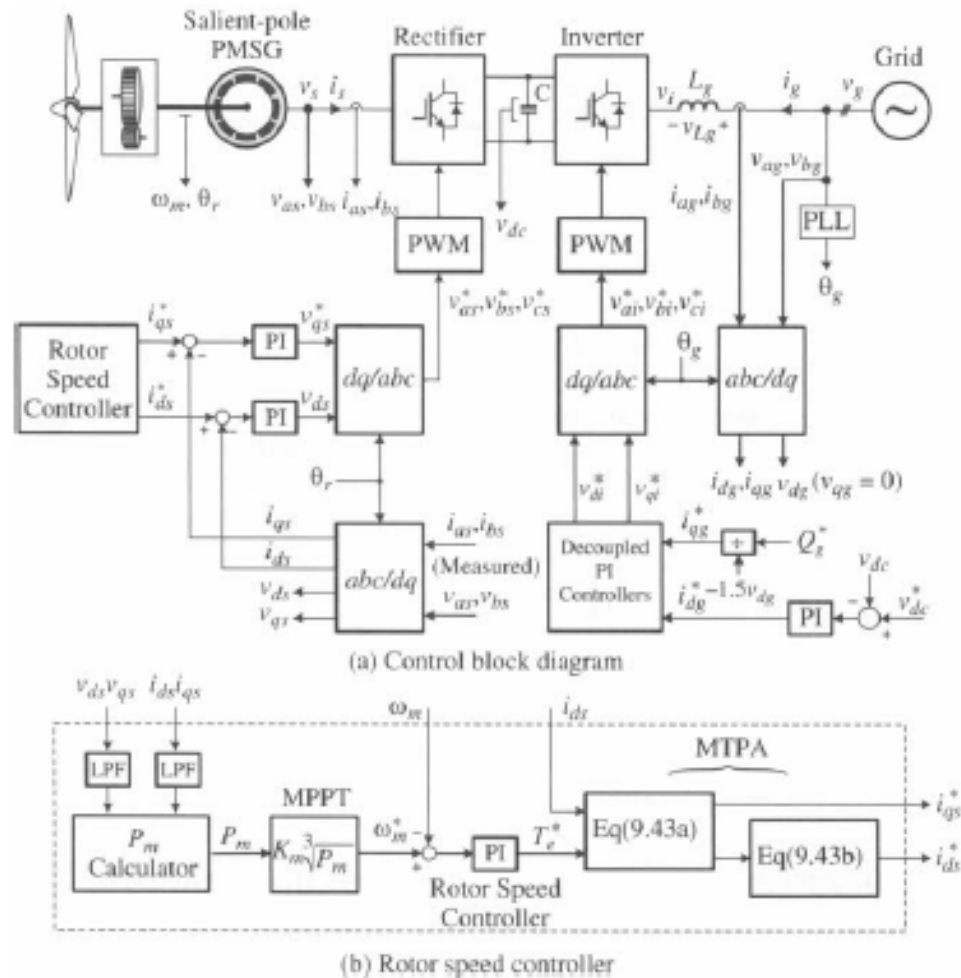 Salient-pole
PMSG
Rectifier
Inverter
Grid
v_s i_s
C
v_i
L_g
- v_Lg +
i_g
v_g
ω_m, θ_r
v_as, v_bs i_as, i_bs
v_dc
i_ag, i_bg
v_ag, v_bg
PLL
θ_g
PWM
PWM
v*_as, v*_bs, v*_cs
v*_ai, v*_bi, v*_ci
Rotor
Speed
Controller
i*_qs
+ -
PI
v*_qs
i*_ds
+ -
PI
v_ds
dq/abc
dq/abc
θ_g
abc/dq
θ_r
v*_di
v*_qi
i_dg, i_qg v_dg (v_qg = 0)
i_qs
i_ds
v_ds
v_qs
abc/dq
i_as, i_bs
(Measured)
v_as, v_bs
Decoupled
PI
Controllers
i*_qg
÷
Q*_g
-1.5v_dg
i*_dg
PI
v_dc
- +
v*_dc
(a) Control block diagram
v_ds v_qs i_ds i_qs
ω_m
i_ds
LPF
LPF
P_m
Calculator
P_m
MPPT
K_m ∛P_m
ω*_m
- +
PI
T*_e
Rotor Speed
Controller
MTPA
Eq(9.43a)
Eq(9.43b)
i*_qs
i*_ds
(b) Rotor speed controller